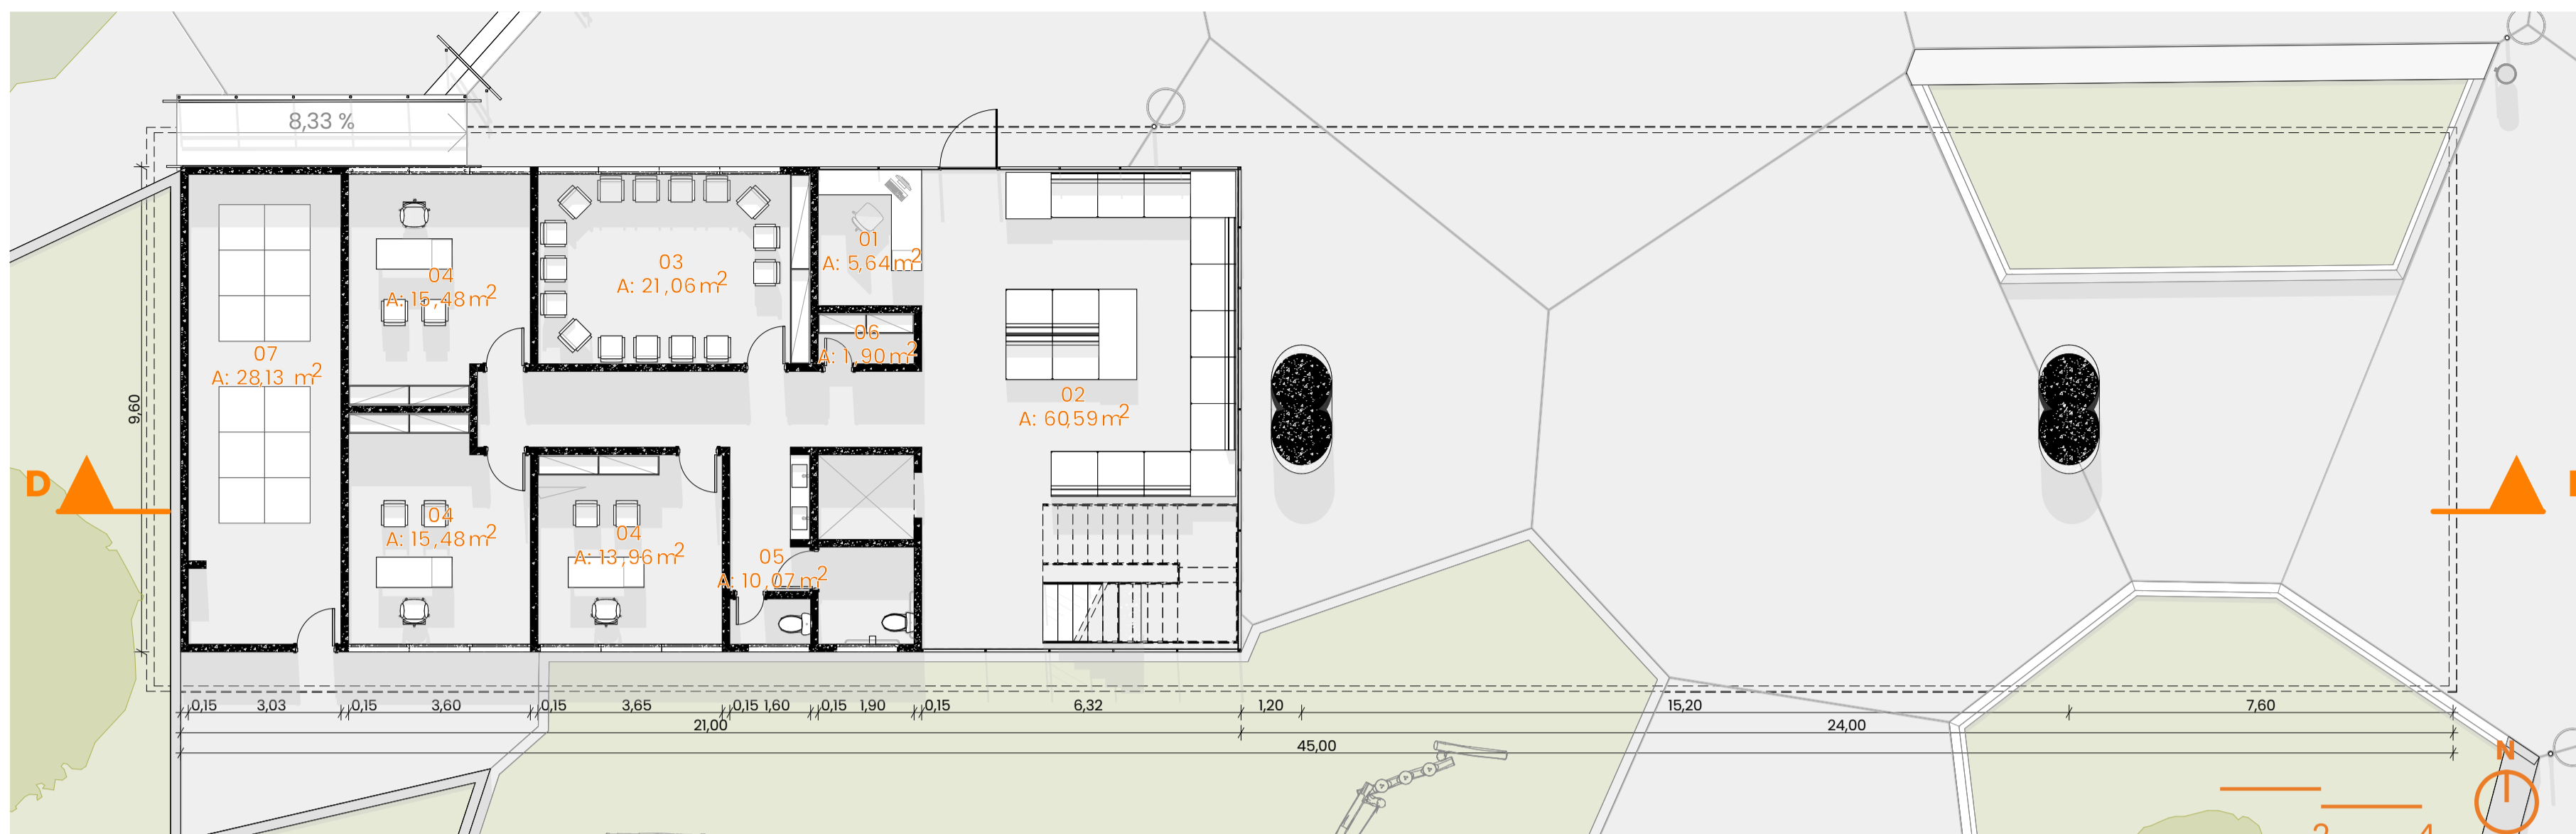 8,33 %
01
A: 5,64 m²
03
A: 21,06 m²
04
A: 15,48 m²
06
A: 1,90 m²
07
A: 28,13 m²
02
A: 60,59 m²
9,60
D
04
A: 15,48 m²
04
A: 13,96 m²
05
A: 10,07 m²
0,15 3,03 0,15 3,60 0,15 3,65 0,15 1,60 0,15 1,90 0,15 6,32 1,20 15,20 7,60
21,00 24,00
45,00
N